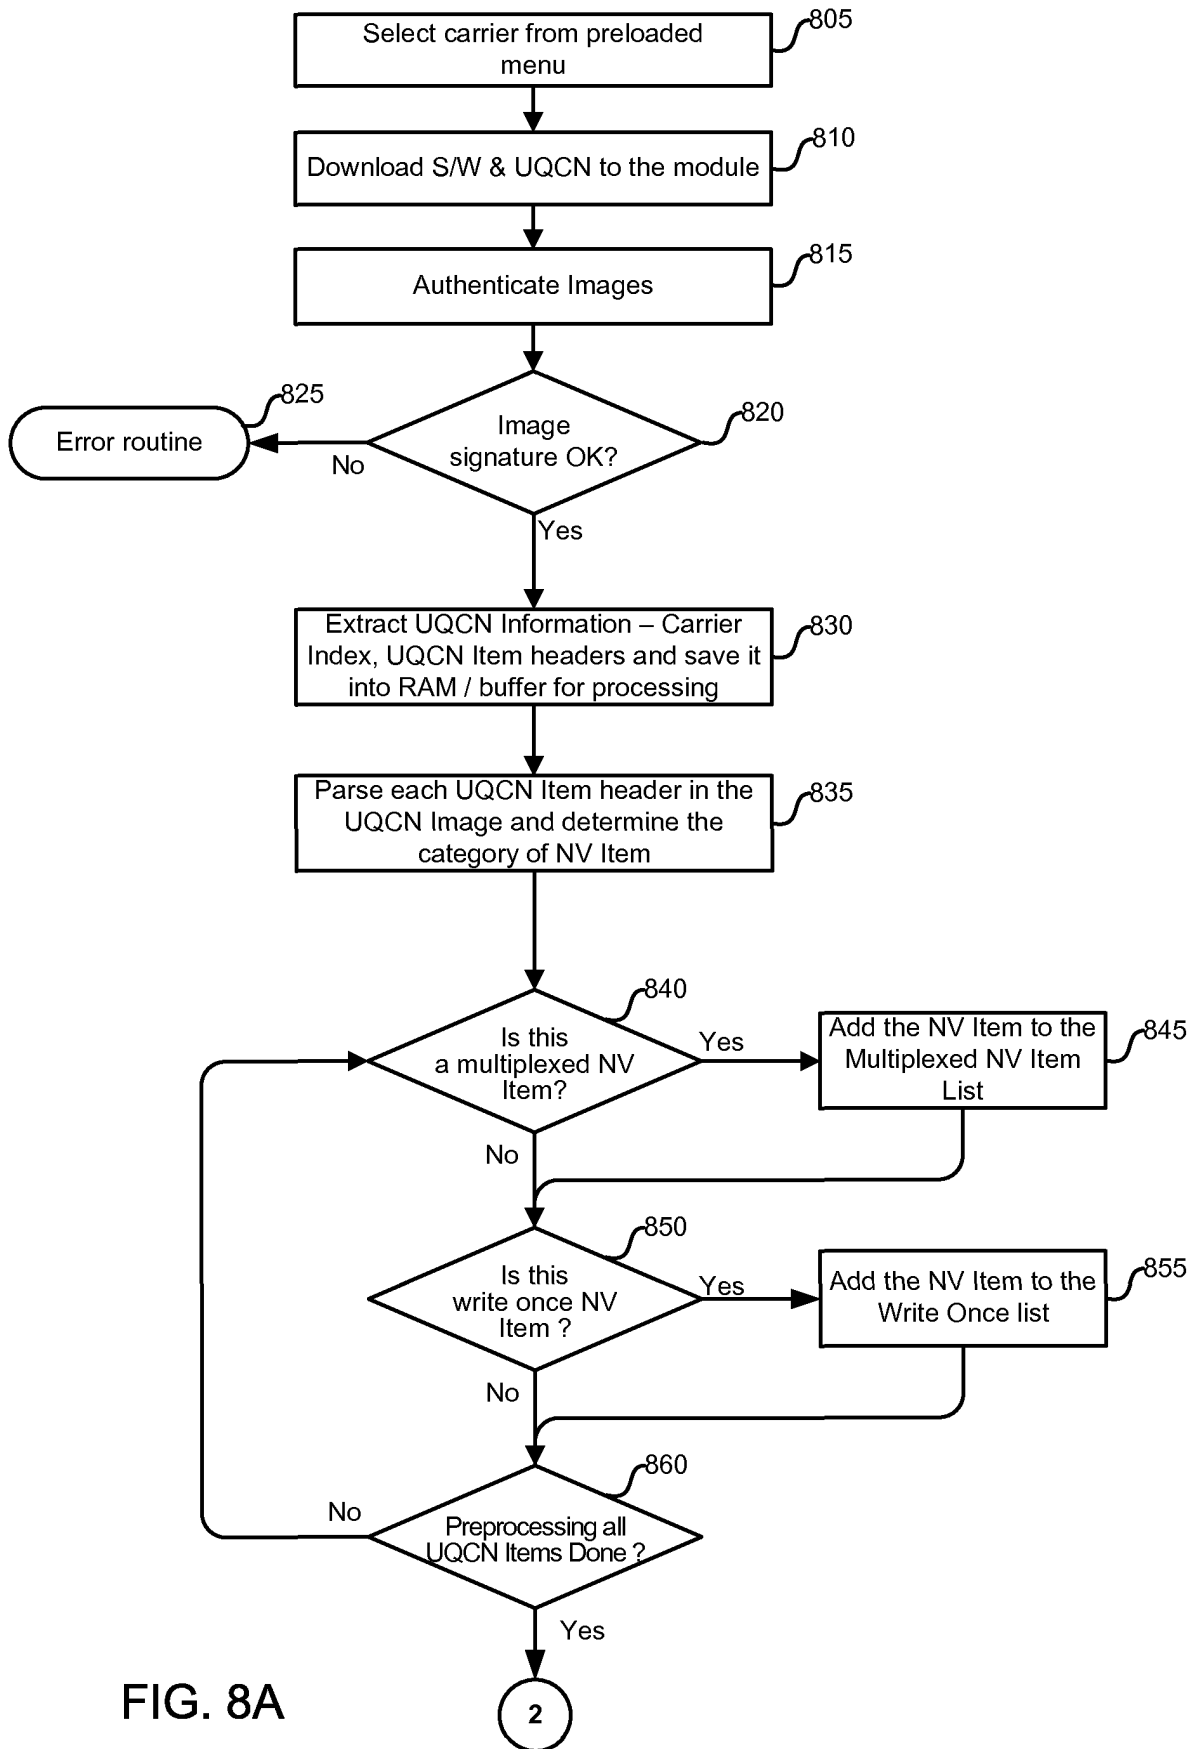 Select carrier from preloaded
menu
805
Download S/W & UQCN to the module
810
Authenticate Images
815
Image
signature OK?
820
No
Error routine
825
Yes
Extract UQCN Information – Carrier
Index, UQCN Item headers and save it
into RAM / buffer for processing
830
Parse each UQCN Item header in the
UQCN Image and determine the
category of NV Item
835
Is this
a multiplexed NV
Item?
840
Yes
Add the NV Item to the
Multiplexed NV Item
List
845
No
Is this
write once NV
Item ?
850
Yes
Add the NV Item to the
Write Once list
855
No
Preprocessing all
UQCN Items Done ?
860
No
Yes
2
FIG. 8A